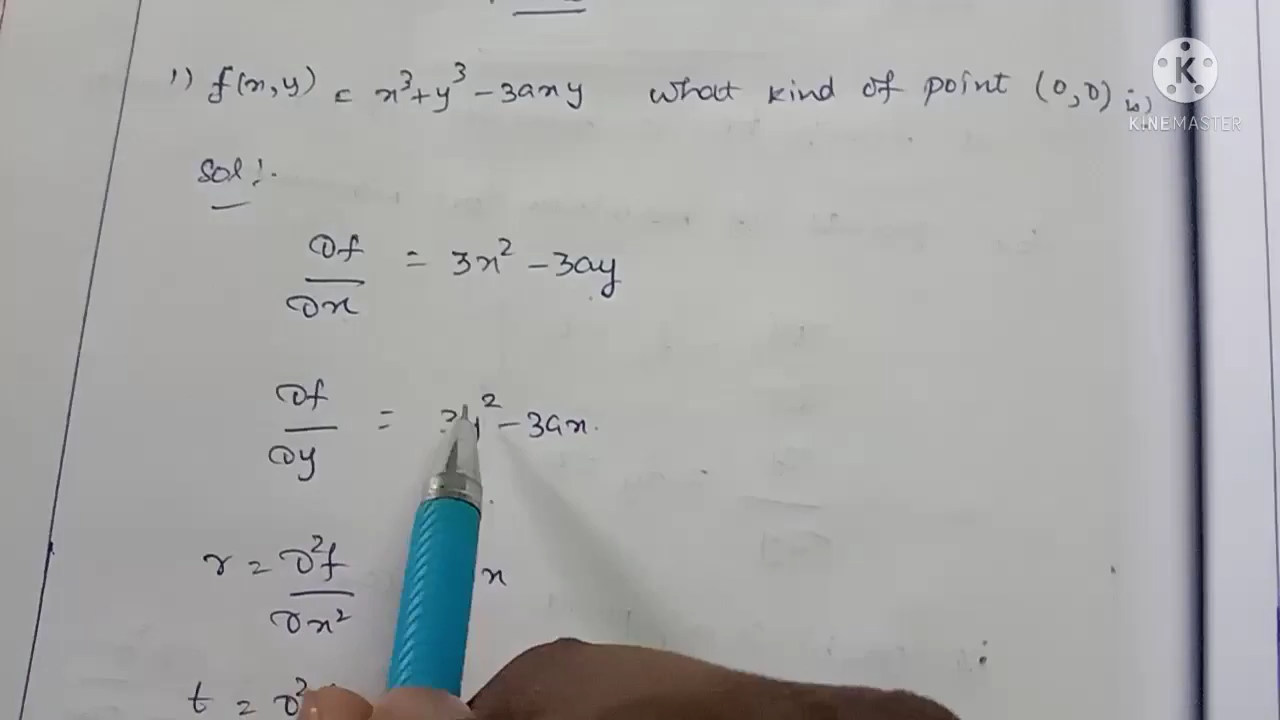 1) f(x,y) = x³+y³-3axy what kind of point (0,0) is)
K
KINEMASTER
Sol:-
∂f/∂x = 3x²-3ay
∂f/∂y = 3y²-3ax.
r = ∂²f/∂x² x
t = ∂²